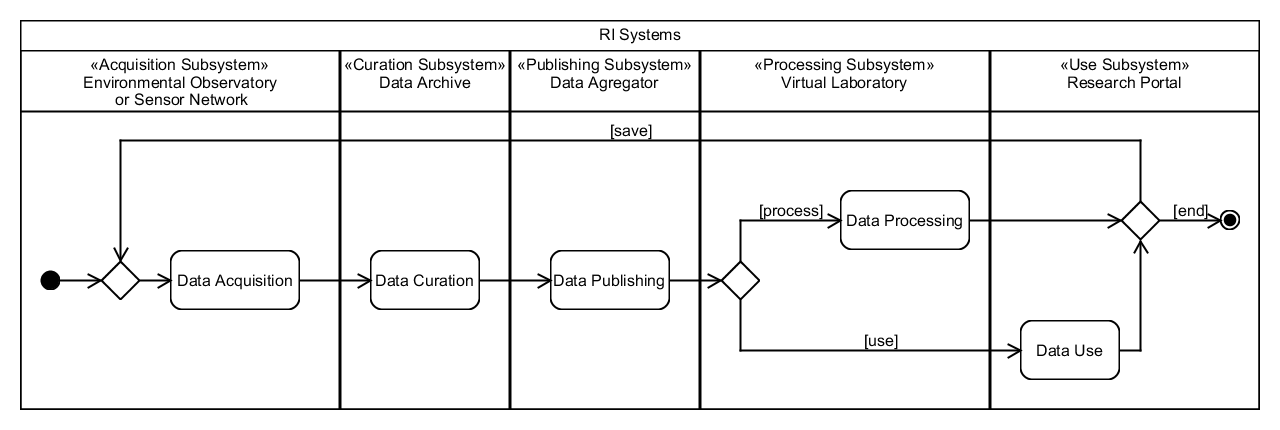 RI Systems
«Acquisition Subsystem»
Environmental Observatory
or Sensor Network
«Curation Subsystem»
Data Archive
«Publishing Subsystem»
Data Agregator
«Processing Subsystem»
Virtual Laboratory
«Use Subsystem»
Research Portal
[save]
[process]
Data Processing
[end]
Data Acquisition
Data Curation
Data Publishing
[use]
Data Use